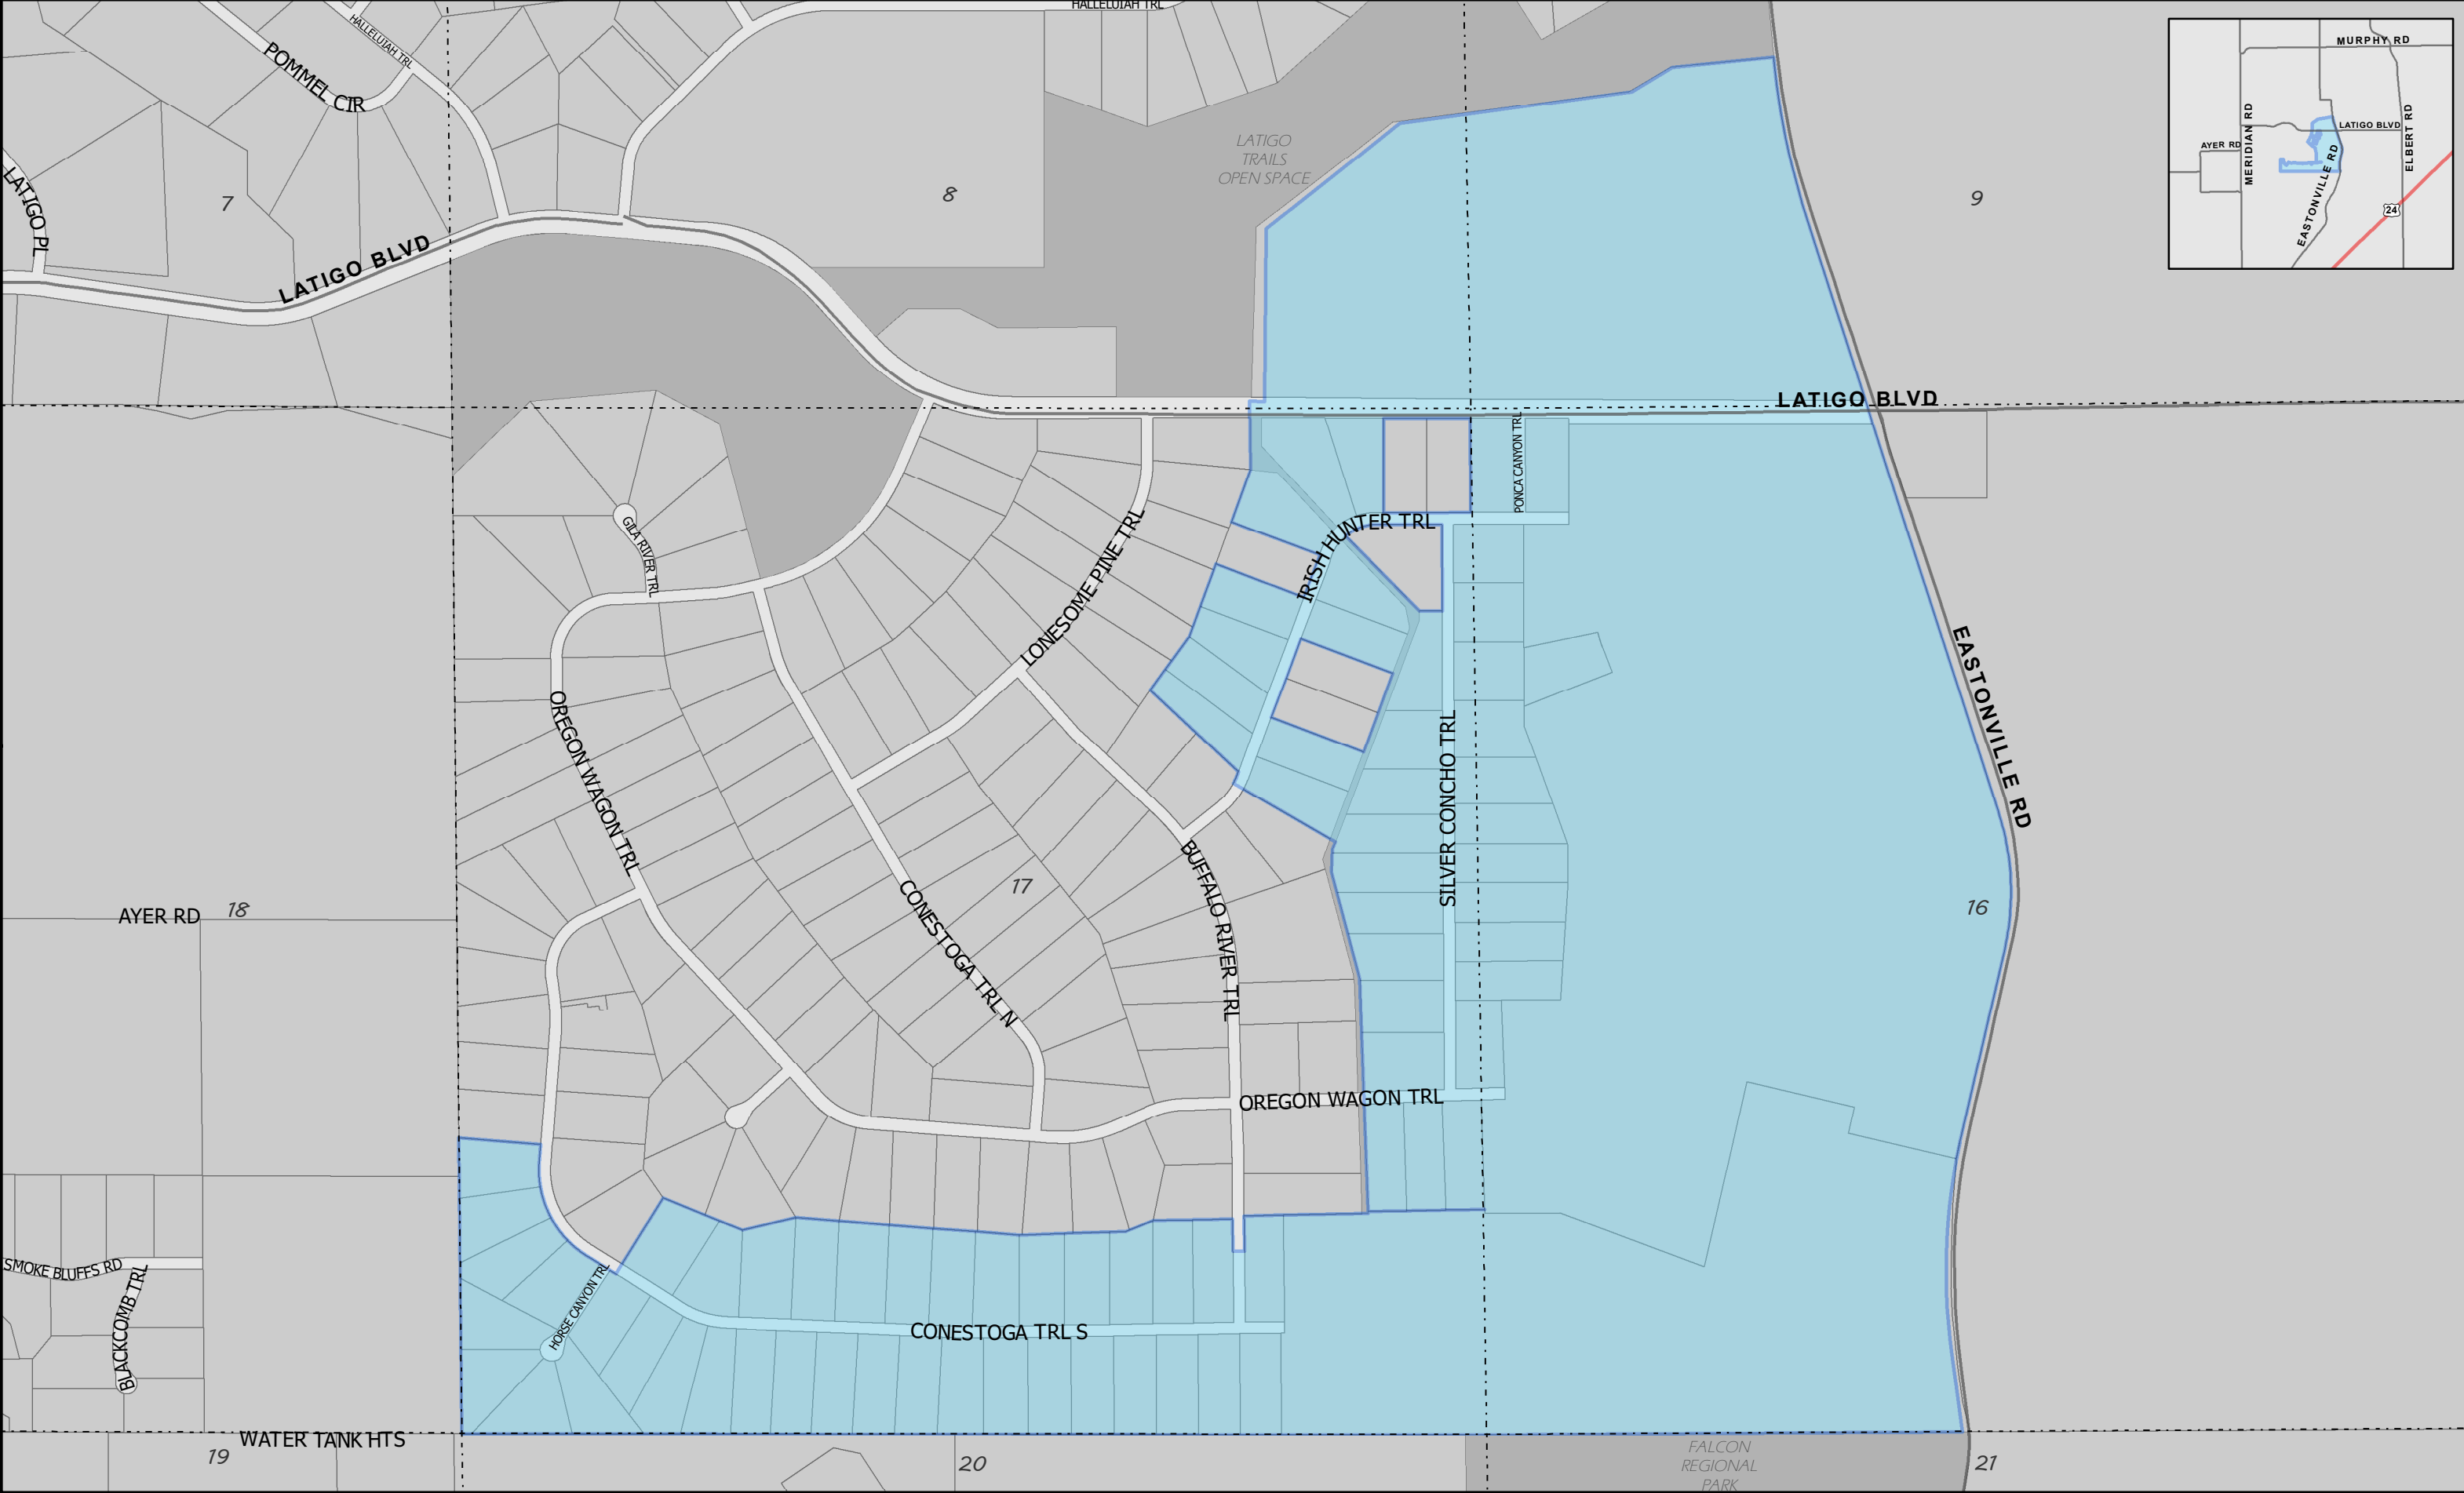 HALLELUIAH TRL
HALLELUIAH TRL
POMMEL CIR
MURPHY RD
MERIDIAN RD
ELBERT RD
LATIGO BLVD
AYER RD
EASTONVILLE RD
24
LATIGO
TRAILS
OPEN SPACE
LATIGO PL
7
8
9
LATIGO BLVD
LATIGO BLVD
PONCA CANYON TRL
GILA RIVER TRL
IRISH HUNTER TRL
LONESOME PINE TRL
OREGON WAGON TRL
SILVER CONCHO TRL
EASTONVILLE RD
BUFFALO RIVER TRL
17
CONESTOGA TRL N
AYER RD
18
16
OREGON WAGON TRL
SMOKE BLUFFS RD
BLACKCOMB TRL
HORSE CANYON TRL
CONESTOGA TRL S
WATER TANK HTS
19
20
21
FALCON
REGIONAL
PARK